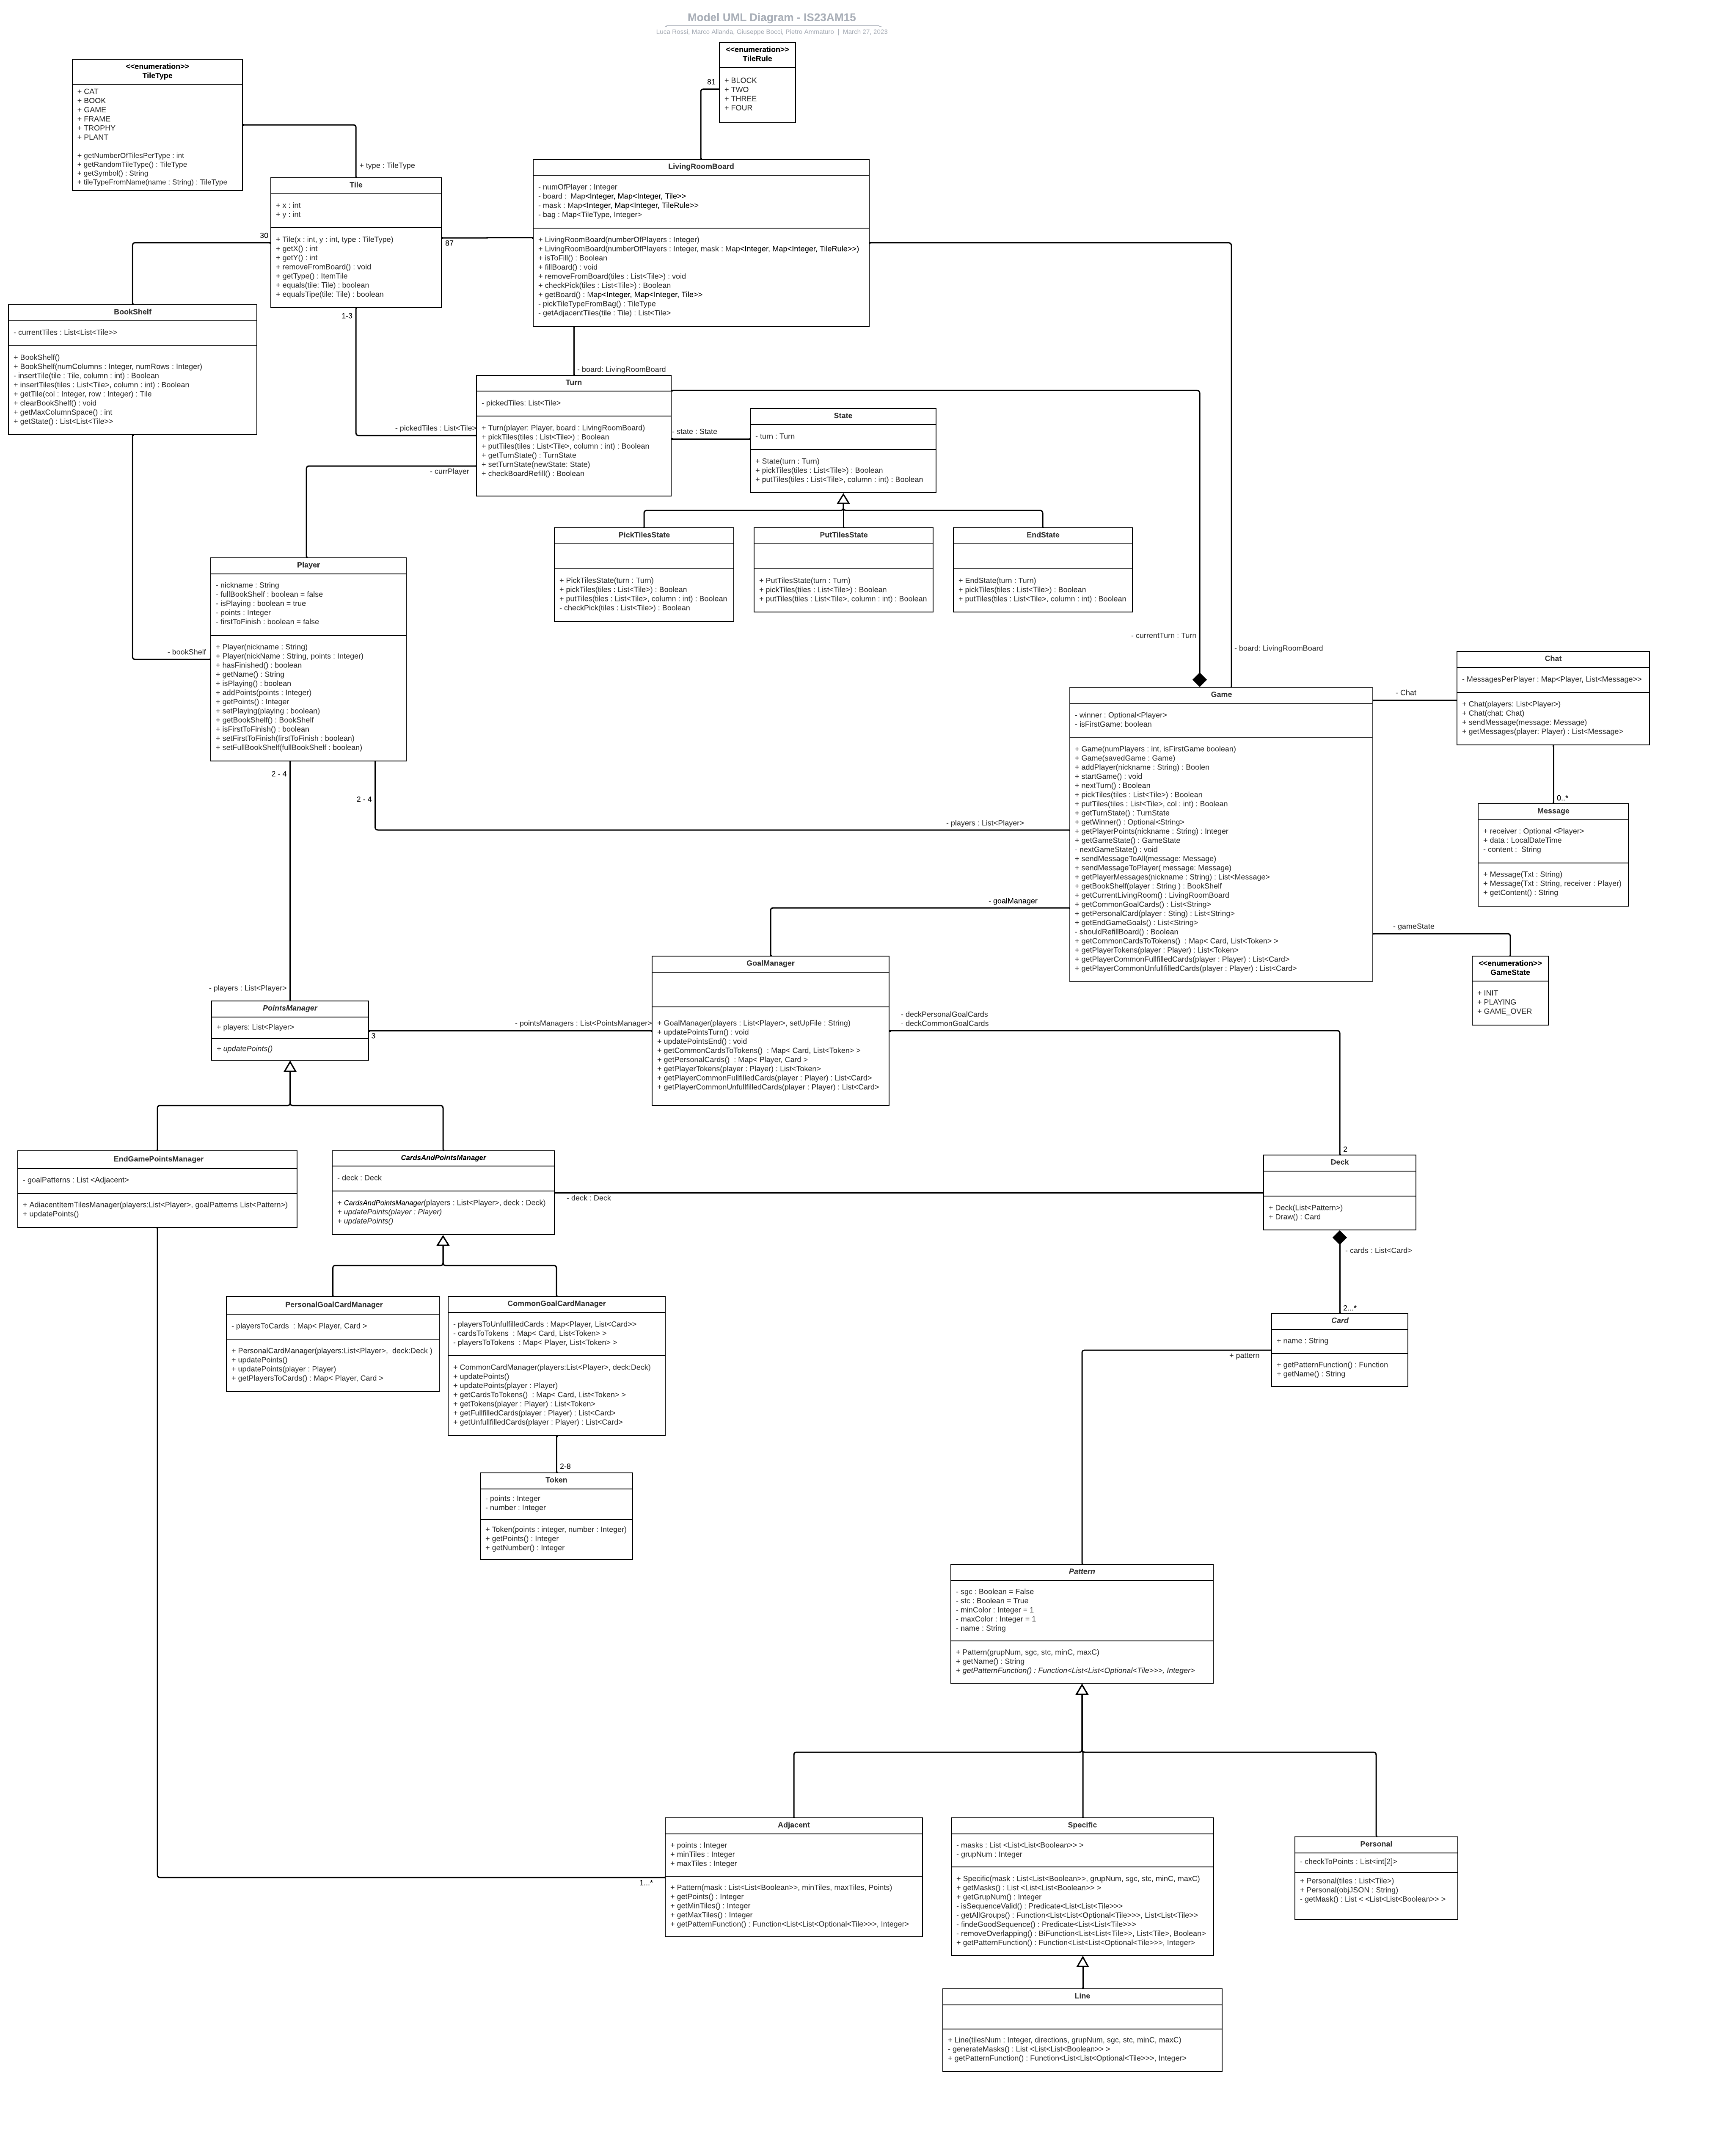 Model UML Diagram - IS23AM15
Luca Rossi, Marco Allanda, Giuseppe Bocci, Pietro Ammaturo | March 27, 2023
<<enumeration>>
TileRule
+ BLOCK
+ TWO
+ THREE
+ FOUR
81
<<enumeration>>
TileType
+ CAT
+ BOOK
+ GAME
+ FRAME
+ TROPHY
+ PLANT
+ getNumberOfTilesPerType : int
+ getRandomTileType() : TileType
+ getSymbol() : String
+ tileTypeFromName(name : String) : TileType
+ type : TileType
Tile
+ x : int
+ y : int
+ Tile(x : int, y : int, type : TileType)
+ getX() : int
+ getY() : int
+ removeFromBoard() : void
+ getType() : ItemTile
+ equals(tile: Tile) : boolean
+ equalsTipe(tile: Tile) : boolean
30
87
1-3
LivingRoomBoard
- numOfPlayer : Integer
- board : Map<Integer, Map<Integer, Tile>>
- mask : Map<Integer, Map<Integer, TileRule>>
- bag : Map<TileType, Integer>
+ LivingRoomBoard(numberOfPlayers : Integer)
+ LivingRoomBoard(numberOfPlayers : Integer, mask : Map<Integer, Map<Integer, TileRule>>)
+ isToFill() : Boolean
+ fillBoard() : void
+ removeFromBoard(tiles : List<Tile>) : void
+ checkPick(tiles : List<Tile>) : Boolean
+ getBoard() : Map<Integer, Map<Integer, Tile>>
- pickTileTypeFromBag() : TileType
- getAdjacentTiles(tile : Tile) : List<Tile>
BookShelf
- currentTiles : List<List<Tile>>
+ BookShelf()
+ BookShelf(numColumns : Integer, numRows : Integer)
- insertTile(tile : Tile, column : int) : Boolean
+ insertTiles(tiles : List<Tile>, column : int) : Boolean
+ getTile(col : Integer, row : Integer) : Tile
+ clearBookShelf() : void
+ getMaxColumnSpace() : int
+ getState() : List<List<Tile>>
- board: LivingRoomBoard
Turn
- pickedTiles: List<Tile>
+ Turn(player: Player, board : LivingRoomBoard)
+ pickTiles(tiles : List<Tile>) : Boolean
+ putTiles(tiles : List<Tile>, column : int) : Boolean
+ getTurnState() : TurnState
+ setTurnState(newState: State)
+ checkBoardRefill() : Boolean
- pickedTiles : List<Tile>
- currPlayer
- state : State
State
- turn : Turn
+ State(turn : Turn)
+ pickTiles(tiles : List<Tile>) : Boolean
+ putTiles(tiles : List<Tile>, column : int) : Boolean
PickTilesState
+ PickTilesState(turn : Turn)
+ pickTiles(tiles : List<Tile>) : Boolean
+ putTiles(tiles : List<Tile>, column : int) : Boolean
- checkPick(tiles : List<Tile>) : Boolean
PutTilesState
+ PutTilesState(turn : Turn)
+ pickTiles(tiles : List<Tile>) : Boolean
+ putTiles(tiles : List<Tile>, column : int) : Boolean
EndState
+ EndState(turn : Turn)
+ pickTiles(tiles : List<Tile>) : Boolean
+ putTiles(tiles : List<Tile>, column : int) : Boolean
Player
- nickname : String
- fullBookShelf : boolean = false
- isPlaying : boolean = true
- points : Integer
- firstToFinish : boolean = false
+ Player(nickname : String)
+ Player(nickName : String, points : Integer)
+ hasFinished() : boolean
+ getName() : String
+ isPlaying() : boolean
+ addPoints(points : Integer)
+ getPoints() : Integer
+ setPlaying(playing : boolean)
+ getBookShelf() : BookShelf
+ isFirstToFinish() : boolean
+ setFirstToFinish(firstToFinish : boolean)
+ setFullBookShelf(fullBookShelf : boolean)
- bookShelf
2 - 4
2 - 4
- currentTurn : Turn
- board: LivingRoomBoard
- players : List<Player>
- goalManager
Game
- winner : Optional<Player>
- isFirstGame: boolean
+ Game(numPlayers : int, isFirstGame boolean)
+ Game(savedGame : Game)
+ addPlayer(nickname : String) : Boolen
+ startGame() : void
+ nextTurn() : Boolean
+ pickTiles(tiles : List<Tile>) : Boolean
+ putTiles(tiles : List<Tile>, col : int) : Boolean
+ getTurnState() : TurnState
+ getWinner() : Optional<String>
+ getPlayerPoints(nickname : String) : Integer
+ getGameState() : GameState
- nextGameState() : void
+ sendMessageToAll(message: Message)
+ sendMessageToPlayer( message: Message)
+ getPlayerMessages(nickname : String) : List<Message>
+ getBookShelf(player : String ) : BookShelf
+ getCurrentLivingRoom() : LivingRoomBoard
+ getCommonGoalCards() : List<String>
+ getPersonalCard(player : Sting) : List<String>
+ getEndGameGoals() : List<String>
- shouldRefillBoard() : Boolean
+ getCommonCardsToTokens() : Map< Card, List<Token> >
+ getPlayerTokens(player : Player) : List<Token>
+ getPlayerCommonFullfilledCards(player : Player) : List<Card>
+ getPlayerCommonUnfullfilledCards(player : Player) : List<Card>
- Chat
Chat
- MessagesPerPlayer : Map<Player, List<Message>>
+ Chat(players: List<Player>)
+ Chat(chat: Chat)
+ sendMessage(message: Message)
+ getMessages(player: Player) : List<Message>
0..*
Message
+ receiver : Optional <Player>
+ data : LocalDateTime
- content : String
+ Message(Txt : String)
+ Message(Txt : String, receiver : Player)
+ getContent() : String
- gameState
<<enumeration>>
GameState
+ INIT
+ PLAYING
+ GAME_OVER
- players : List<Player>
PointsManager
+ players: List<Player>
+ updatePoints()
3
- pointsManagers : List<PointsManager>
GoalManager
+ GoalManager(players : List<Player>, setUpFile : String)
+ updatePointsTurn() : void
+ updatePointsEnd() : void
+ getCommonCardsToTokens() : Map< Card, List<Token> >
+ getPersonalCards() : Map< Player, Card >
+ getPlayerTokens(player : Player) : List<Token>
+ getPlayerCommonFullfilledCards(player : Player) : List<Card>
+ getPlayerCommonUnfullfilledCards(player : Player) : List<Card>
- deckPersonalGoalCards
- deckCommonGoalCards
2
EndGamePointsManager
- goalPatterns : List <Adjacent>
+ AdiacentItemTilesManager(players:List<Player>, goalPatterns List<Pattern>)
+ updatePoints()
CardsAndPointsManager
- deck : Deck
+ CardsAndPointsManager(players : List<Player>, deck : Deck)
+ updatePoints(player : Player)
+ updatePoints()
- deck : Deck
Deck
+ Deck(List<Pattern>)
+ Draw() : Card
- cards : List<Card>
2...*
PersonalGoalCardManager
- playersToCards : Map< Player, Card >
+ PersonalCardManager(players:List<Player>, deck:Deck )
+ updatePoints()
+ updatePoints(player : Player)
+ getPlayersToCards() : Map< Player, Card >
CommonGoalCardManager
- playersToUnfulfilledCards : Map<Player, List<Card>>
- cardsToTokens : Map< Card, List<Token> >
- playersToTokens : Map< Player, List<Token> >
+ CommonCardManager(players:List<Player>, deck:Deck)
+ updatePoints()
+ updatePoints(player : Player)
+ getCardsToTokens() : Map< Card, List<Token> >
+ getTokens(player : Player) : List<Token>
+ getFullfilledCards(player : Player) : List<Card>
+ getUnfullfilledCards(player : Player) : List<Card>
Card
+ name : String
+ getPatternFunction() : Function
+ getName() : String
+ pattern
2-8
Token
- points : Integer
- number : Integer
+ Token(points : integer, number : Integer)
+ getPoints() : Integer
+ getNumber() : Integer
Pattern
- sgc : Boolean = False
- stc : Boolean = True
- minColor : Integer = 1
- maxColor : Integer = 1
- name : String
+ Pattern(grupNum, sgc, stc, minC, maxC)
+ getName() : String
+ getPatternFunction() : Function<List<List<Optional<Tile>>>, Integer>
1...*
Adjacent
+ points : Integer
+ minTiles : Integer
+ maxTiles : Integer
+ Pattern(mask : List<List<Boolean>>, minTiles, maxTiles, Points)
+ getPoints() : Integer
+ getMinTiles() : Integer
+ getMaxTiles() : Integer
+ getPatternFunction() : Function<List<List<Optional<Tile>>>, Integer>
Specific
- masks : List <List<List<Boolean>> >
- grupNum : Integer
+ Specific(mask : List<List<Boolean>>, grupNum, sgc, stc, minC, maxC)
+ getMasks() : List <List<List<Boolean>> >
+ getGrupNum() : Integer
- isSequenceValid() : Predicate<List<List<Tile>>>
- getAllGroups() : Function<List<List<Optional<Tile>>>, List<List<Tile>>
- findeGoodSequence() : Predicate<List<List<Tile>>>
- removeOverlapping() : BiFunction<List<List<Tile>>, List<Tile>, Boolean>
+ getPatternFunction() : Function<List<List<Optional<Tile>>>, Integer>
Personal
- checkToPoints : List<int[2]>
+ Personal(tiles : List<Tile>)
+ Personal(objJSON : String)
- getMask() : List < <List<List<Boolean>> >
Line
+ Line(tilesNum : Integer, directions, grupNum, sgc, stc, minC, maxC)
- generateMasks() : List <List<List<Boolean>> >
+ getPatternFunction() : Function<List<List<Optional<Tile>>>, Integer>